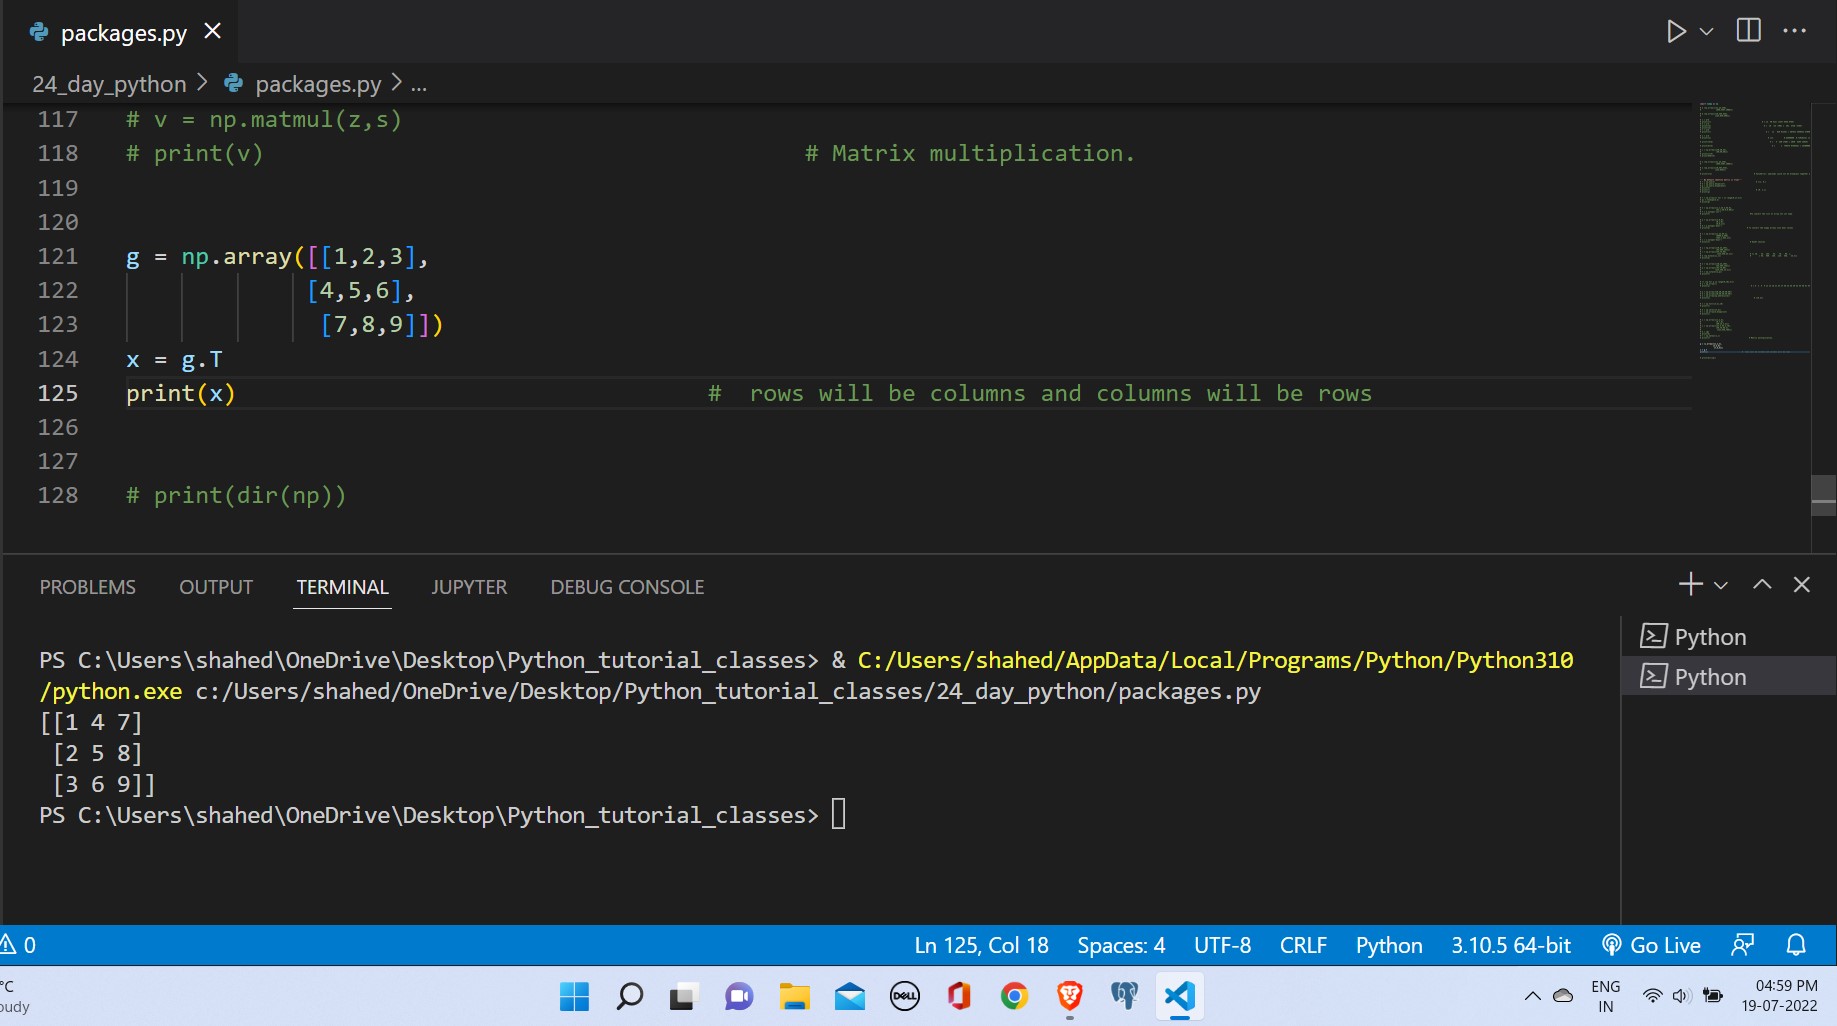 packages.py
24_day_python > packages.py > ...
117 # v = np.matmul(z,s)
118 # print(v) # Matrix multiplication.
119
120
121 g = np.array([[1,2,3],
122 [4,5,6],
123 [7,8,9]])
124 x = g.T
125 print(x) # rows will be columns and columns will be rows
126
127
128 # print(dir(np))
PROBLEMS OUTPUT TERMINAL JUPYTER DEBUG CONSOLE
PS C:\Users\shahed\OneDrive\Desktop\Python_tutorial_classes> & C:/Users/shahed/AppData/Local/Programs/Python/Python310
/python.exe c:/Users/shahed/OneDrive/Desktop/Python_tutorial_classes/24_day_python/packages.py
[[1 4 7]
[2 5 8]
[3 6 9]]
PS C:\Users\shahed\OneDrive\Desktop\Python_tutorial_classes>
Python
Python
0 Ln 125, Col 18 Spaces: 4 UTF-8 CRLF Python 3.10.5 64-bit Go Live
°C
oudy
DELL
ENG
IN
04:59 PM
19-07-2022